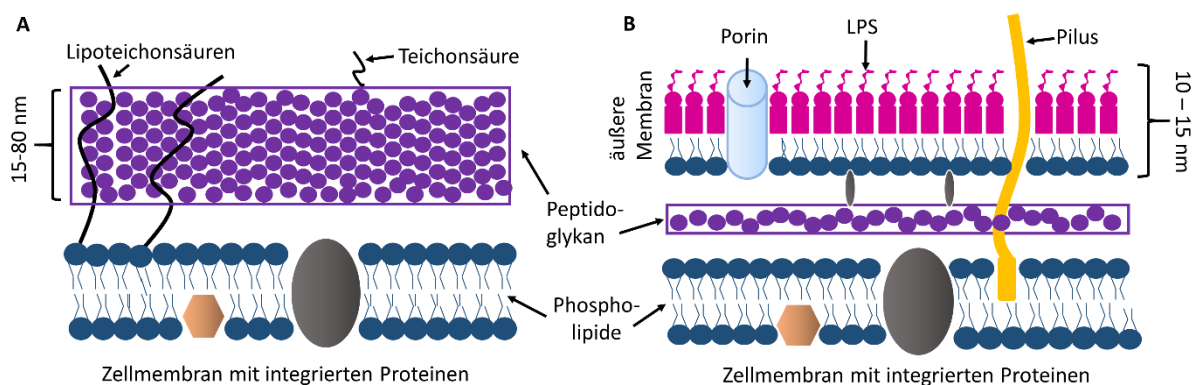 A
Lipoteichonsäuren
Teichonsäure
15-80 nm
Peptido-
glykan
Phospho-
lipide
Zellmembran mit integrierten Proteinen
B
Porin
LPS
Pilus
äußere
Membran
10 – 15
nm
Zellmembran mit integrierten Proteinen